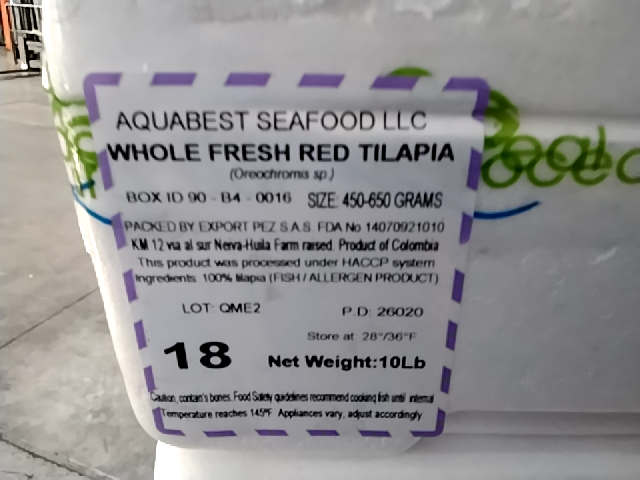 AQUABEST SEAFOOD LLC
WHOLE FRESH RED TILAPIA
(Oreochromis sp.)
BOX ID 90 - B4 - 0016 SIZE: 450-650 GRAMS
PACKED BY EXPORT PEZ S.A.S. FDA No 14070921010
KM 12 via al sur Neiva-Huila Farm raised. Product of Colombia
This product was processed under HACCP system
Ingredients: 100% tilapia (FISH / ALLERGEN PRODUCT)
LOT: QME2 P.D: 26020
Store at: 28°/36°F
18 Net Weight:10Lb
Caution, contain's bones. Food Safety guidelines recommend cooking fish until internal
Temperature reaches 145°F. Appliances vary, adjust accordingly